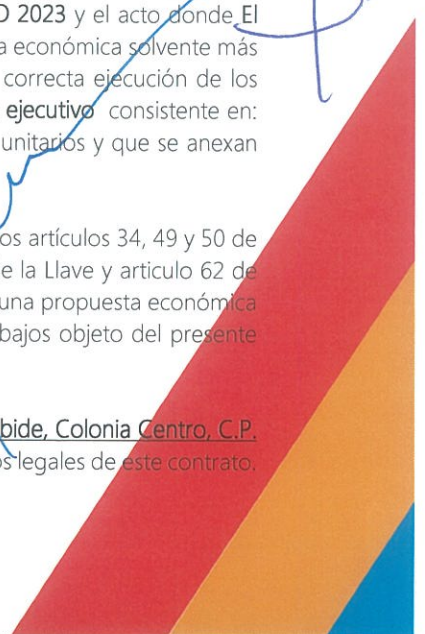 O 2023 y el acto donde El
a económica solvente más
correcta ejecución de los
ejecutivo consistente en:
unitarios y que se anexan
os artículos 34, 49 y 50 de
e la Llave y articulo 62 de
una propuesta económica
bajos objeto del presente
bide, Colonia Centro, C.P.
os legales de este contrato.